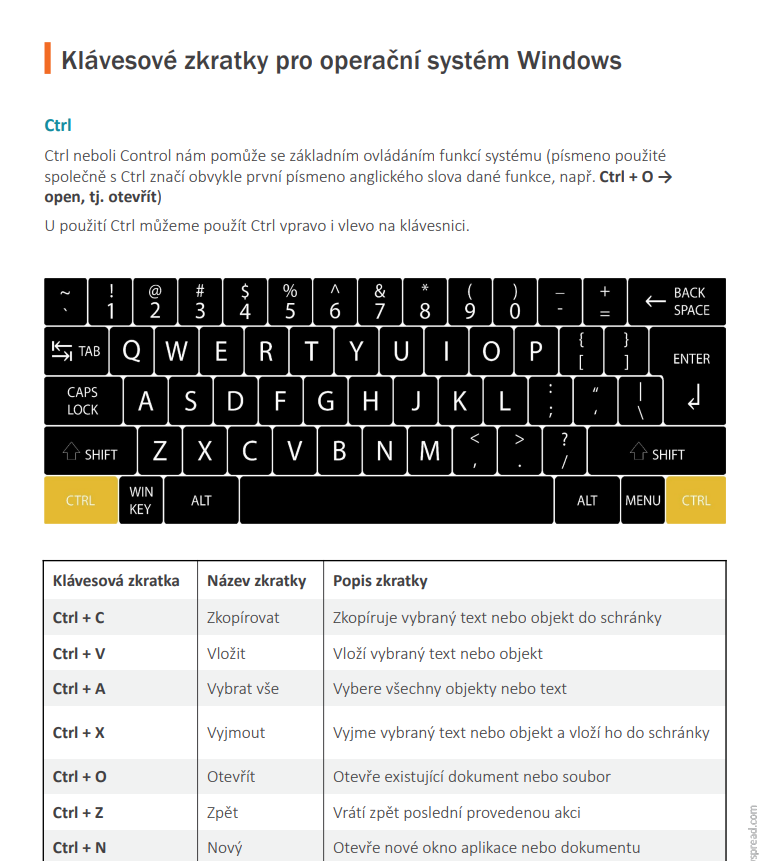 Klávesové zkratky pro operační systém Windows
Ctrl
Ctrl neboli Control nám pomůže se základním ovládáním funkcí systému (písmeno použité
společně s Ctrl značí obvykle první písmeno anglického slova dané funkce, např. Ctrl + O →
open, tj. otevřít)
U použití Ctrl můžeme použít Ctrl vpravo i vlevo na klávesnici.
~ ! @ # $ % ^ & * ( ) _ + ← BACK
` 1 2 3 4 5 6 7 8 9 0 - = SPACE
TAB Q W E R T Y U I O P { [ } ] ENTER
CAPS LOCK A S D F G H J K L : ; “ ‘ | \
SHIFT Z X C V B N M < , > . ? / SHIFT
CTRL WIN KEY ALT ALT MENU CTRL
Klávesová zkratka Název zkratky Popis zkratky
Ctrl + C Zkopírovat Zkopíruje vybraný text nebo objekt do schránky
Ctrl + V Vložit Vloží vybraný text nebo objekt
Ctrl + A Vybrat vše Vybere všechny objekty nebo text
Ctrl + X Vyjmout Vyjme vybraný text nebo objekt a vloží ho do schránky
Ctrl + O Otevřít Otevře existující dokument nebo soubor
Ctrl + Z Zpět Vrátí zpět poslední provedenou akci
Ctrl + N Nový Otevře nové okno aplikace nebo dokumentu